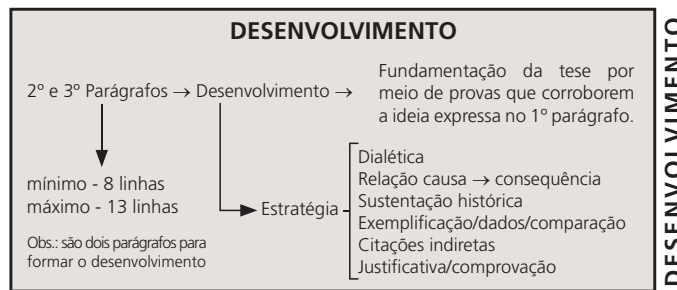 DESENVOLVIMENTO
2º e 3º Parágrafos → Desenvolvimento →
Fundamentação da tese por
meio de provas que corroborem
a ideia expressa no 1º parágrafo.
mínimo - 8 linhas
máximo - 13 linhas
Obs.: são dois parágrafos para
formar o desenvolvimento
Estratégia
Dialética
Relação causa → consequência
Sustentação histórica
Exemplificação/dados/comparação
Citações indiretas
Justificativa/comprovação
DESENVOLVIMENTO